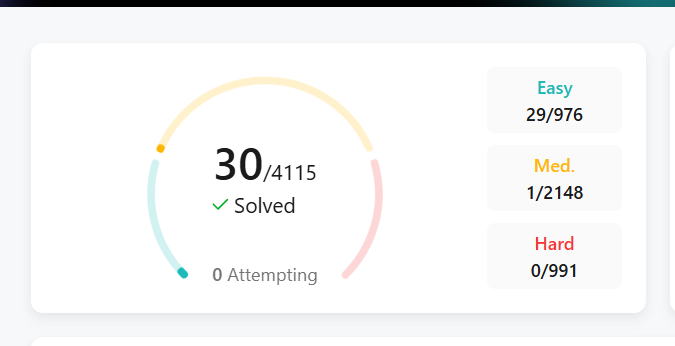 30/4115
Solved
0 Attempting
Easy
29/976
Med.
1/2148
Hard
0/991